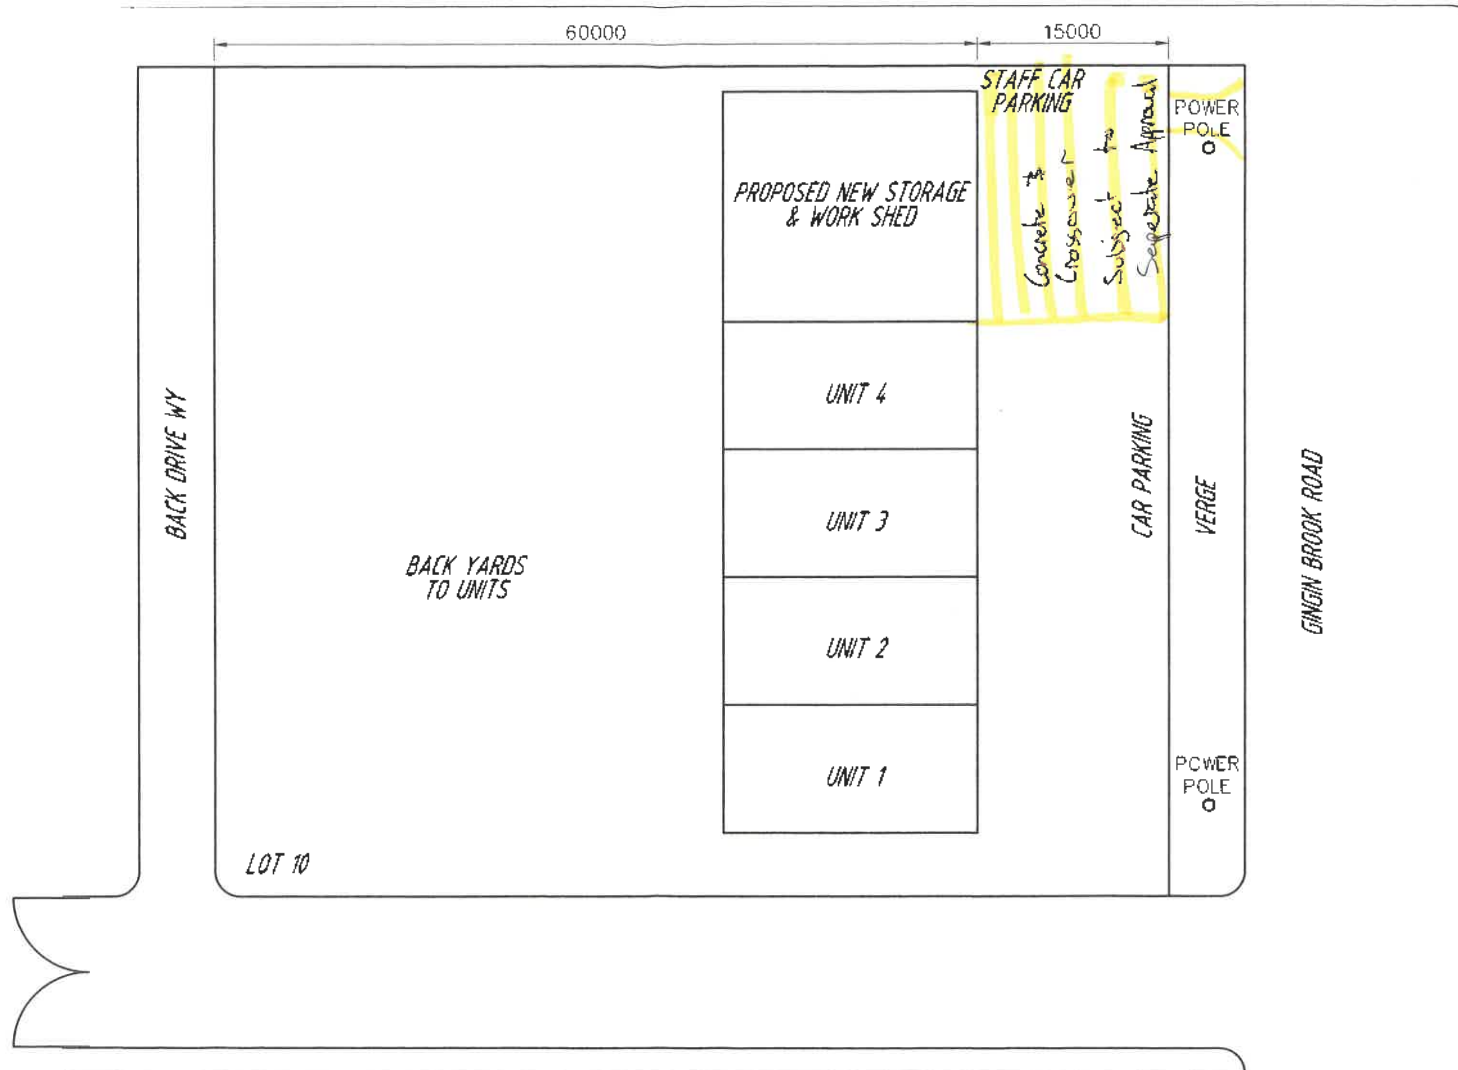 60000
15000
STAFF CAR
PARKING
POWER
POLE
Concrete &
Crossover
Subject to
Seperate Approval
PROPOSED NEW STORAGE
& WORK SHED
UNIT 4
BACK DRIVE WY
CAR PARKING
VERGE
GINGIN BROOK ROAD
UNIT 3
BACK YARDS
TO UNITS
UNIT 2
UNIT 1
POWER
POLE
LOT 10